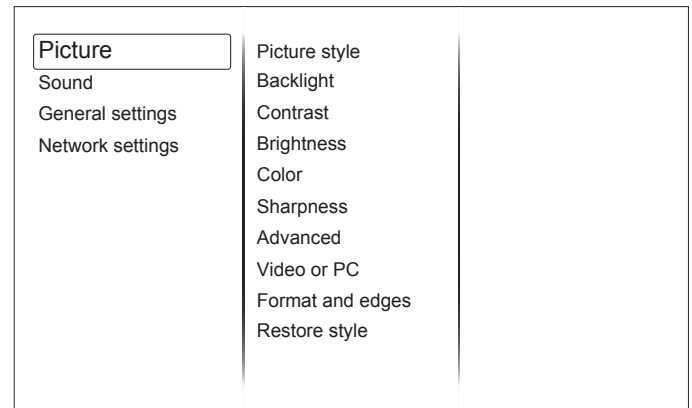 Picture
Sound
General settings
Network settings
Picture style
Backlight
Contrast
Brightness
Color
Sharpness
Advanced
Video or PC
Format and edges
Restore style